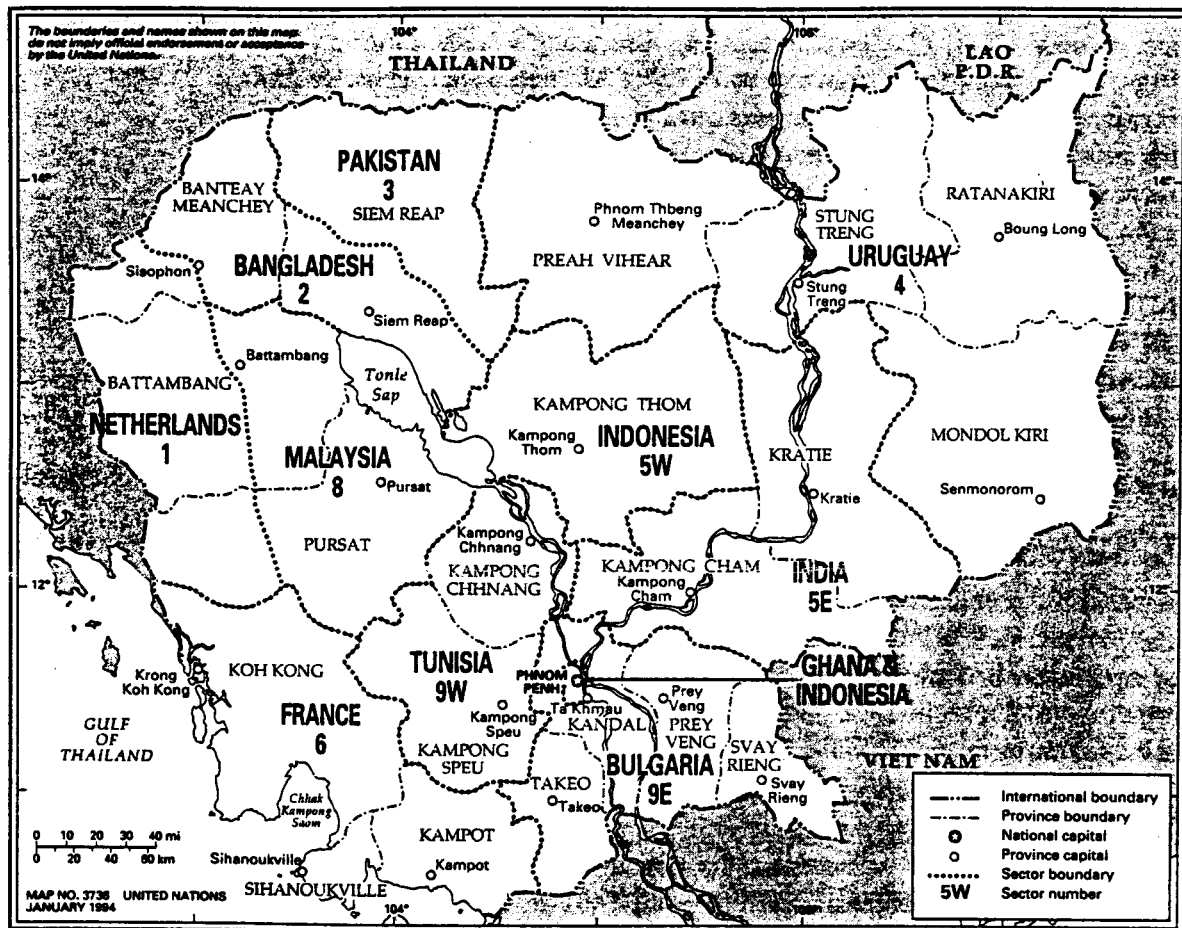 The boundaries and names shown on this map
do not imply official endorsement or acceptance
by the United Nations.
104°
106°
THAILAND
LAO
P.D.R.
14°
14°
PAKISTAN
3
SIEM REAP
BANTEAY
MEANCHEY
Phnom Thbeng
Meanchey
STUNG
TRENG
RATANAKIRI
Boung Long
Sisophon
BANGLADESH
2
PREAH VIHEAR
URUGUAY
4
Stung
Treng
Siem Reap
Battambang
BATTAMBANG
Tonle
Sap
KAMPONG THOM
NETHERLANDS
1
Kampong
Thom
INDONESIA
5W
KRATIE
MONDOL KIRI
MALAYSIA
8
Pursat
Kratie
Senmonorom
PURSAT
Kampong
Chhnang
KAMPONG
CHHNANG
KAMPONG CHAM
Kampong
Cham
INDIA
5E
12°
12°
KOH KONG
Krong
Koh Kong
TUNISIA
9W
PHNOM
PENH
GHANA &
INDONESIA
Kampong
Speu
Ta Khmau
KANDAL
Prey
Veng
PREY
VENG
GULF
OF
THAILAND
FRANCE
6
KAMPONG
SPEU
SVAY
RIENG
VIET NAM
TAKEO
Takeo
BULGARIA
9E
Svay
Rieng
Chhak
Kampong
Saom
KAMPOT
Kampot
Sihanoukville
SIHANOUKVILLE
0 10 20 30 40 mi
0 20 40 60 km
MAP NO. 3736 UNITED NATIONS
JANUARY 1994
104°
International boundary
Province boundary
National capital
Province capital
Sector boundary
5W Sector number